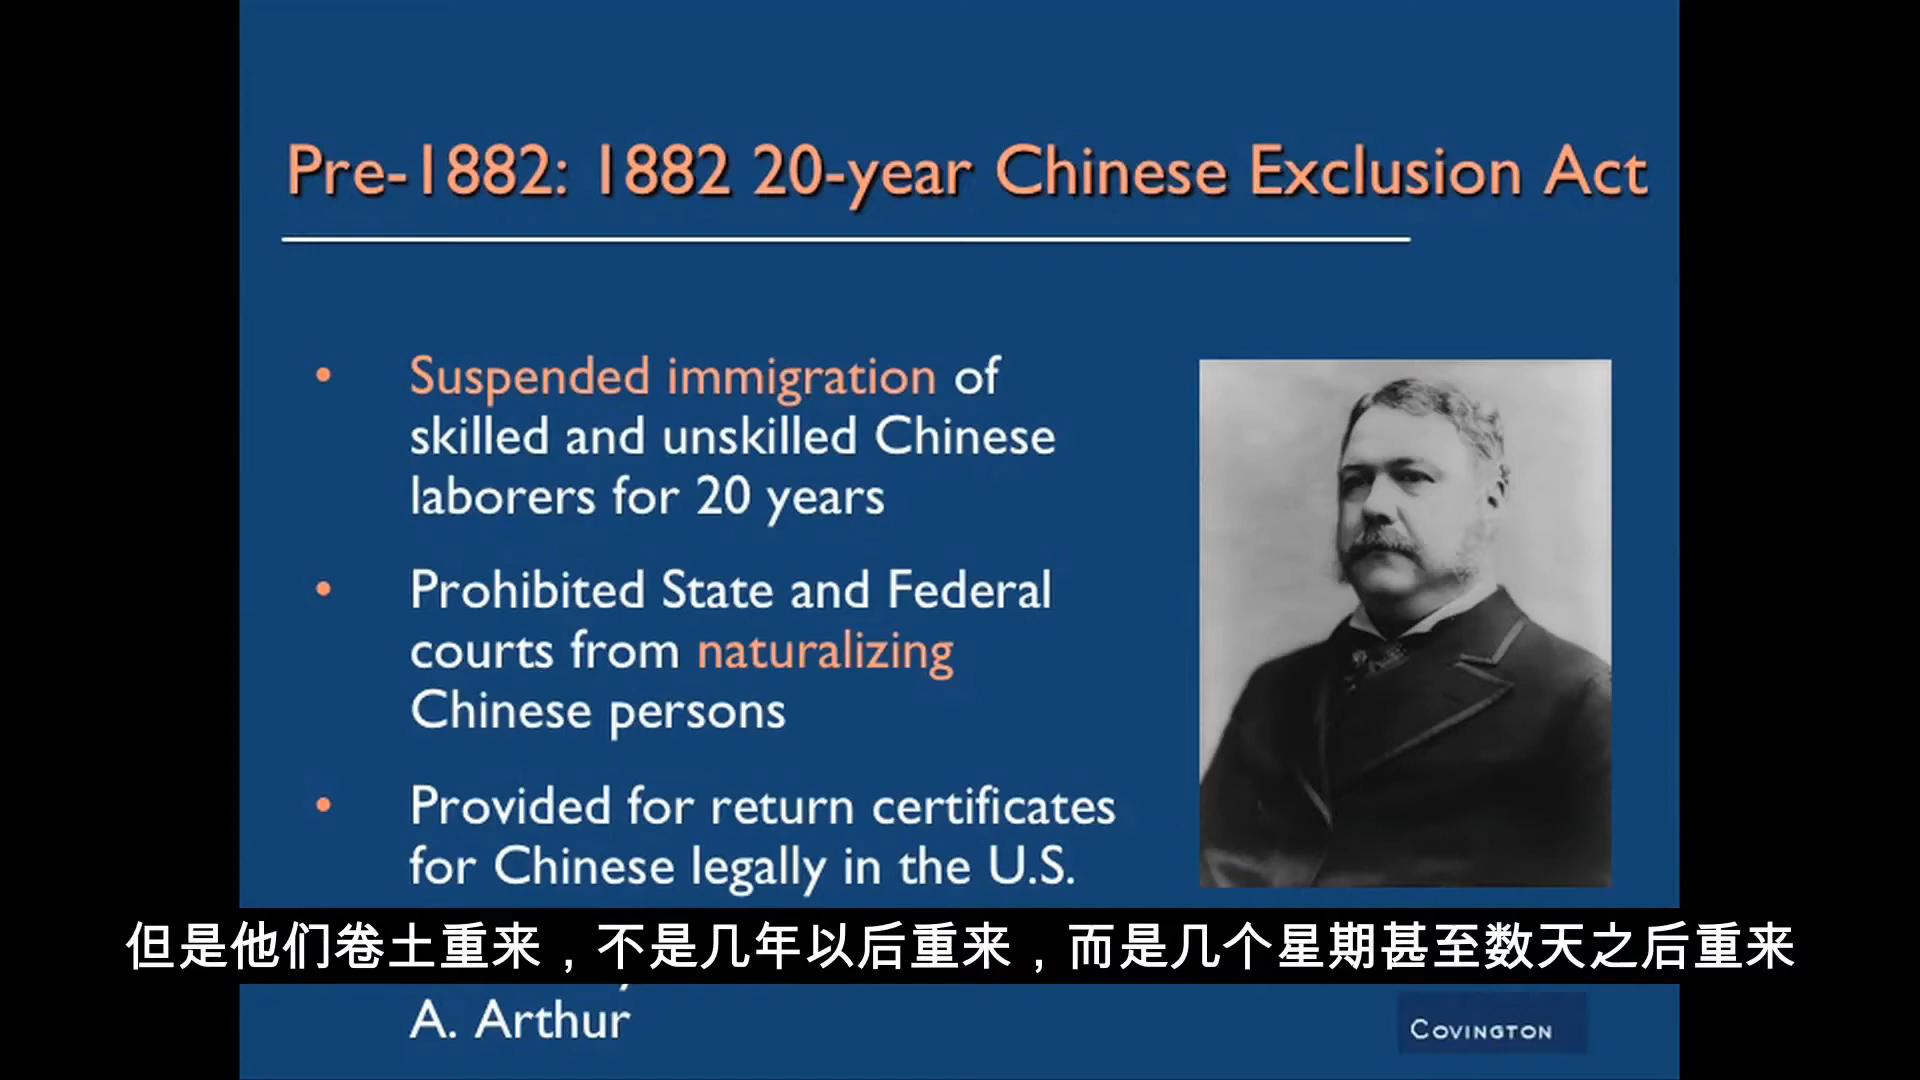 Pre-1882: 1882 20-year Chinese Exclusion Act
• Suspended immigration of
skilled and unskilled Chinese
laborers for 20 years
• Prohibited State and Federal
courts from naturalizing
Chinese persons
• Provided for return certificates
for Chinese legally in the U.S.
但是他们卷土重来，不是几年以后重来，而是几个星期甚至数天之后重来
A. Arthur
COVINGTON